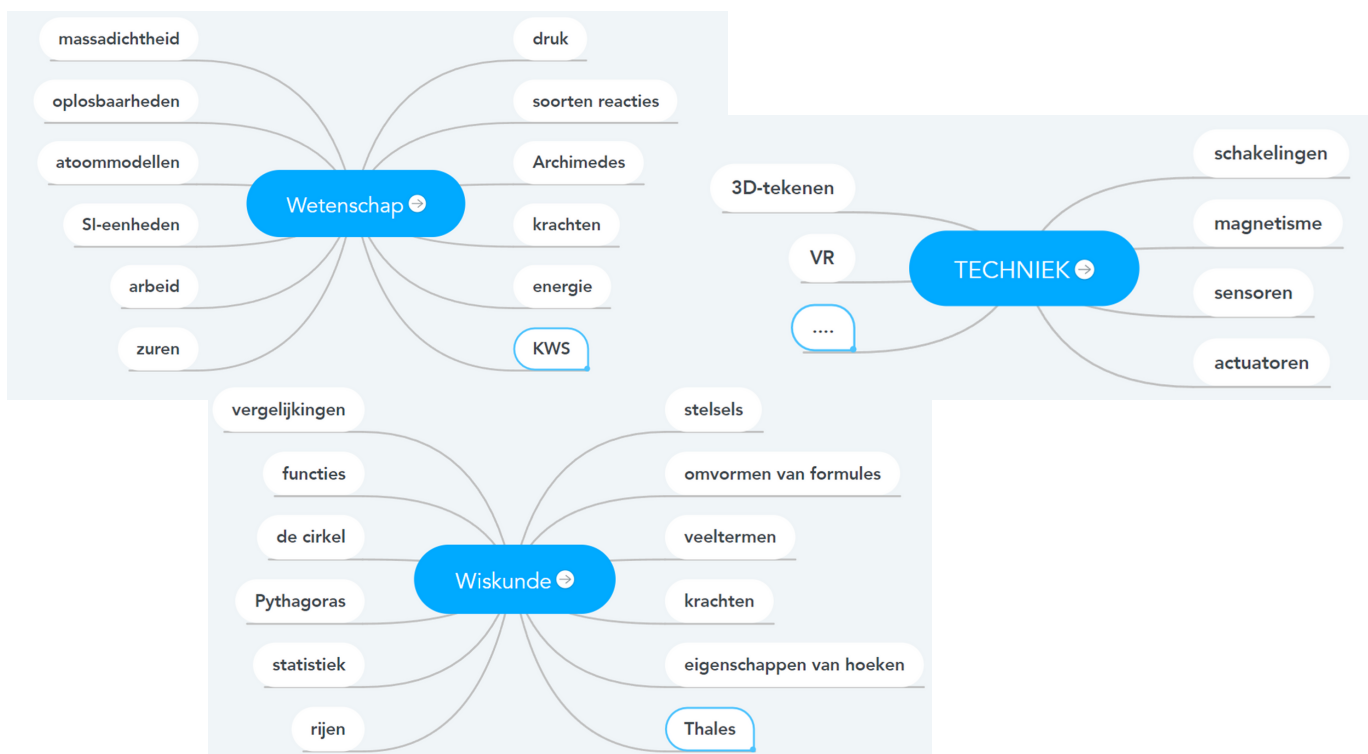 massadichtheid
oplosbaarheden
atoommodellen
SI-eenheden
arbeid
zuren
Wetenschap
druk
soorten reacties
Archimedes
krachten
energie
KWS
3D-tekenen
VR
....
TECHNIEK
schakelingen
magnetisme
sensoren
actuatoren
vergelijkingen
functies
de cirkel
Pythagoras
statistiek
rijen
Wiskunde
stelsels
omvormen van formules
veeltermen
krachten
eigenschappen van hoeken
Thales